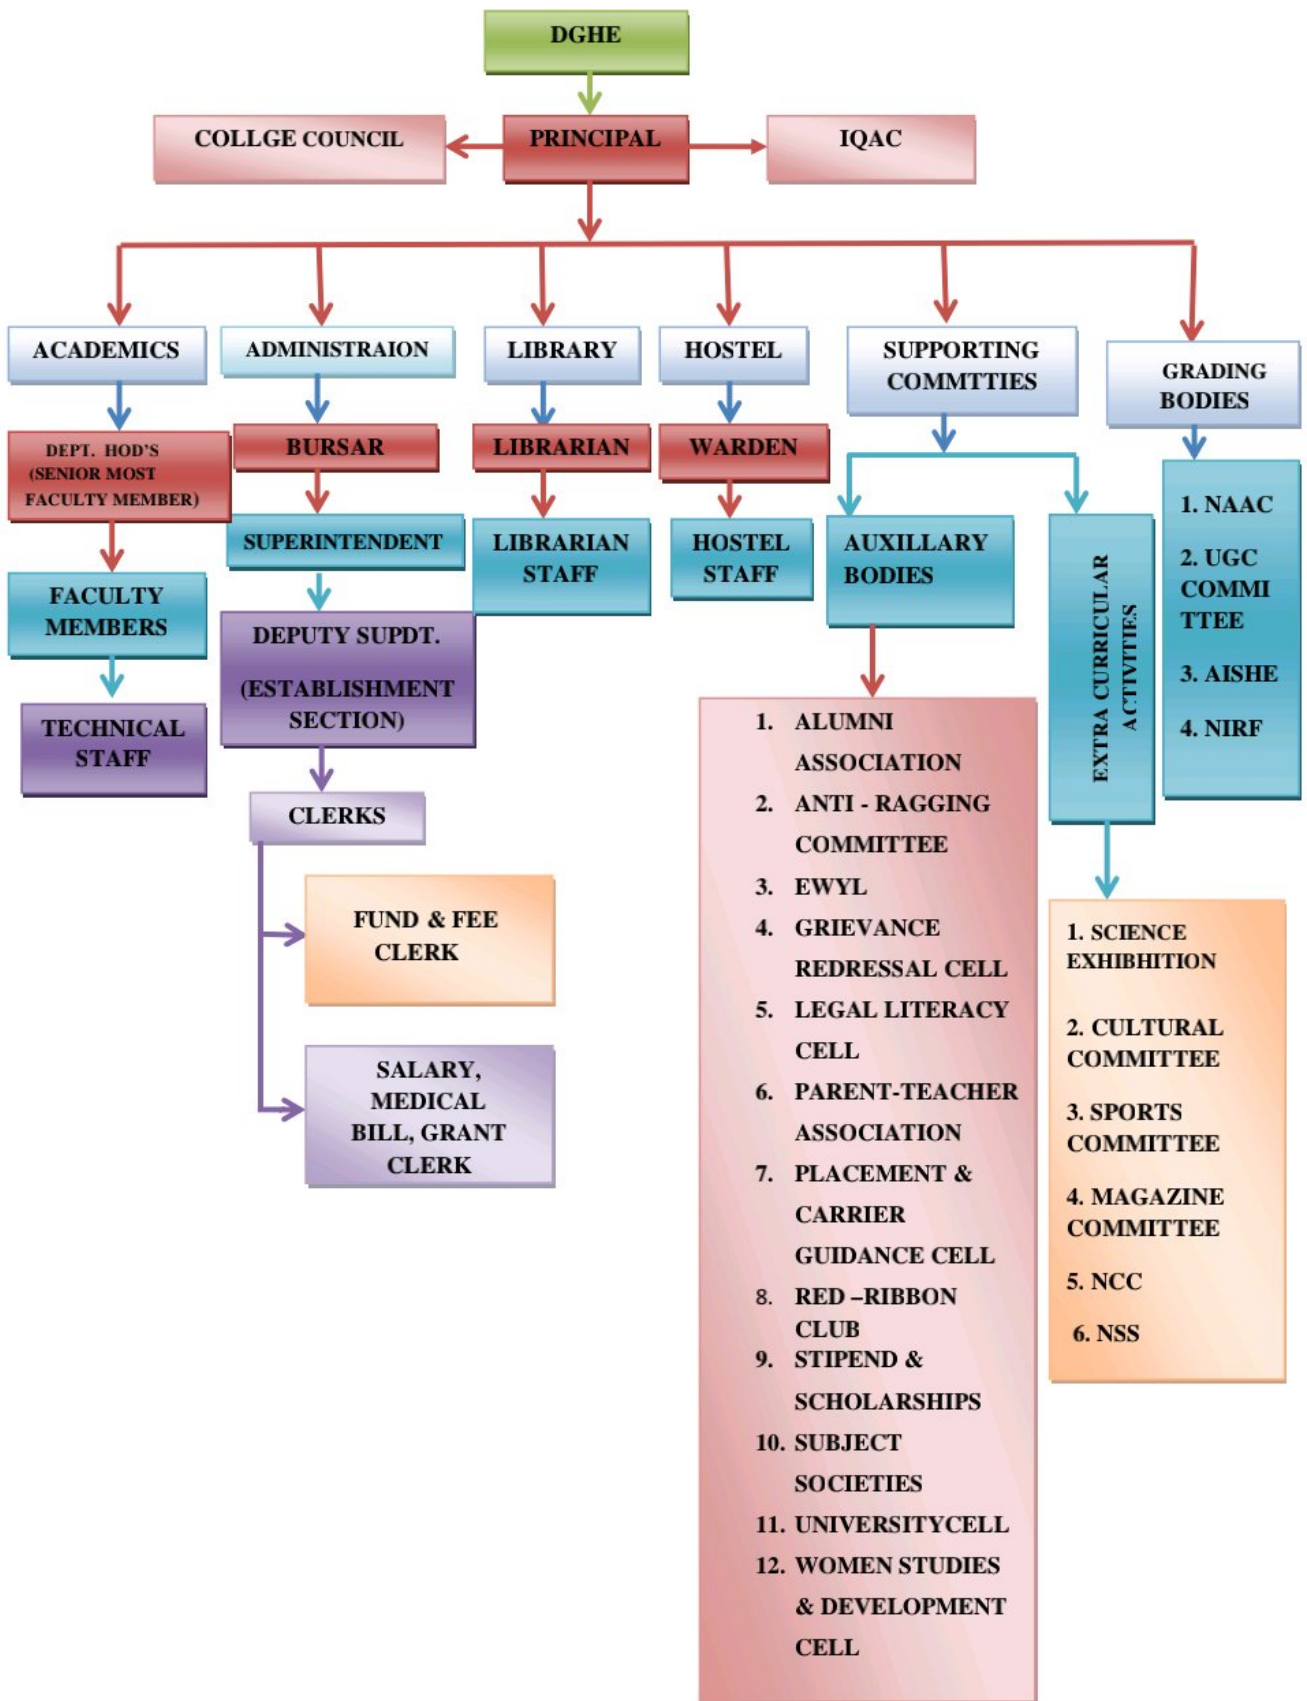 DGHE
COLLGE COUNCIL
PRINCIPAL
IQAC
ACADEMICS
ADMINISTRAION
LIBRARY
HOSTEL
SUPPORTING
COMMTTIES
GRADING
BODIES
DEPT. HOD'S
(SENIOR MOST
FACULTY MEMBER)
BURSAR
LIBRARIAN
WARDEN
FACULTY
MEMBERS
SUPERINTENDENT
LIBRARIAN
STAFF
HOSTEL
STAFF
AUXILLARY
BODIES
EXTRA CURRICULAR
ACTIVITIES
1. NAAC
2. UGC
COMMI
TTEE
3. AISHE
4. NIRF
TECHNICAL
STAFF
DEPUTY SUPDT.
(ESTABLISHMENT
SECTION)
CLERKS
FUND & FEE
CLERK
SALARY,
MEDICAL
BILL, GRANT
CLERK
1. ALUMNI
ASSOCIATION
2. ANTI - RAGGING
COMMITTEE
3. EWYL
4. GRIEVANCE
REDRESSAL CELL
5. LEGAL LITERACY
CELL
6. PARENT-TEACHER
ASSOCIATION
7. PLACEMENT &
CARRIER
GUIDANCE CELL
8. RED –RIBBON
CLUB
9. STIPEND &
SCHOLARSHIPS
10. SUBJECT
SOCIETIES
11. UNIVERSITYCELL
12. WOMEN STUDIES
& DEVELOPMENT
CELL
1. SCIENCE
EXHIBHITION
2. CULTURAL
COMMITTEE
3. SPORTS
COMMITTEE
4. MAGAZINE
COMMITTEE
5. NCC
6. NSS